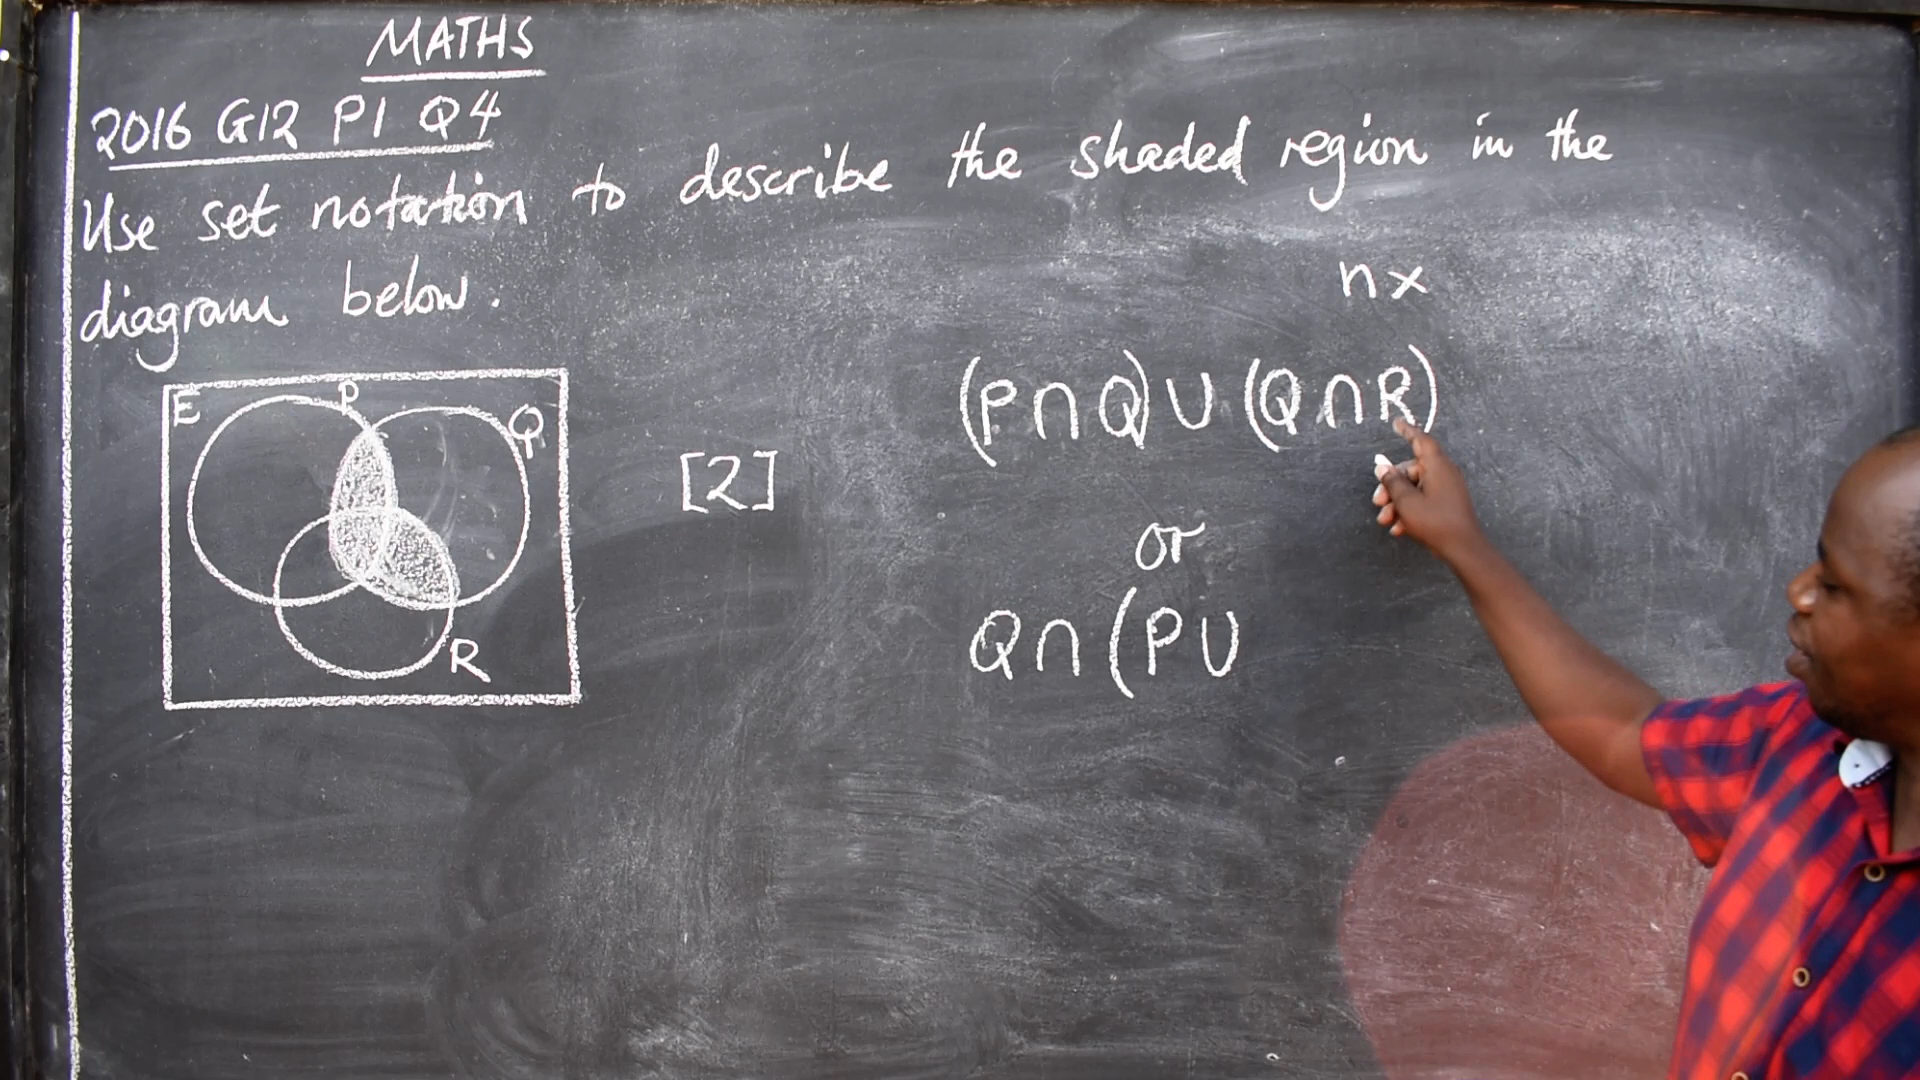 MATHS
2016 G12 P1 Q4
Use set notation to describe the shaded region in the
diagram below.
E P Q
R
[2]
n x
(P∩Q)∪(Q∩R)
or
Q∩(P∪